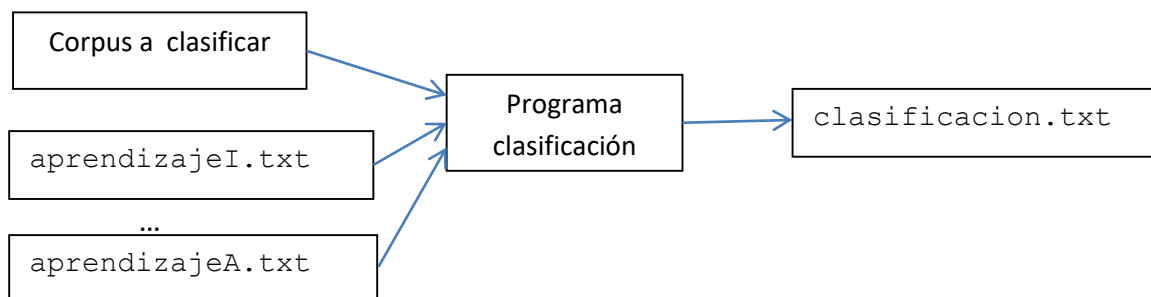 Corpus a clasificar
aprendizajeI.txt
...
aprendizajeA.txt
Programa
clasificación
clasificacion.txt